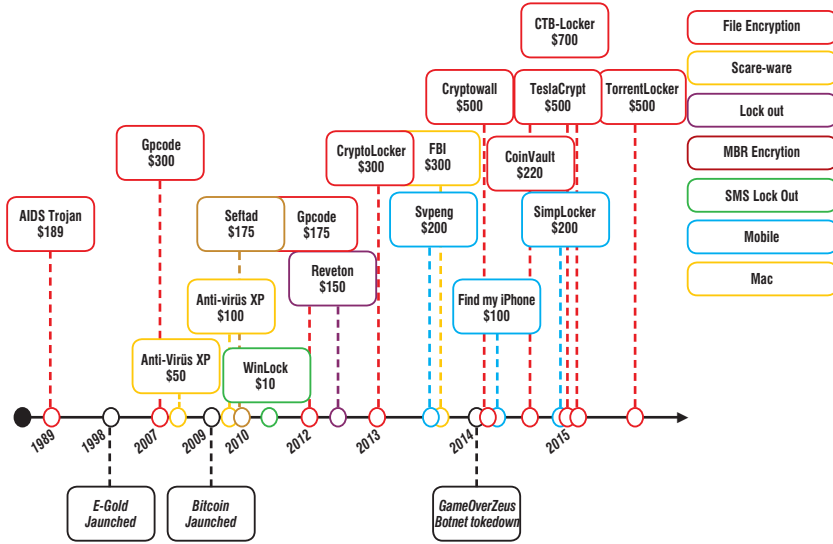 CTB-Locker
$700
File Encryption
Scare-ware
Cryptowall
$500
TeslaCrypt
$500
TorrentLocker
$500
Lock out
Gpcode
$300
CryptoLocker
$300
FBI
$300
CoinVault
$220
MBR Encrytion
SMS Lock Out
AIDS Trojan
$189
Seftad
$175
Gpcode
$175
Svpeng
$200
SimpLocker
$200
Mobile
Reveton
$150
Anti-virüs XP
$100
Find my iPhone
$100
Mac
Anti-Virüs XP
$50
WinLock
$10
1989
1998
2007
2009
2010
2012
2013
2014
2015
E-Gold
Jaunched
Bitcoin
Jaunched
GameOverZeus
Botnet tokedown